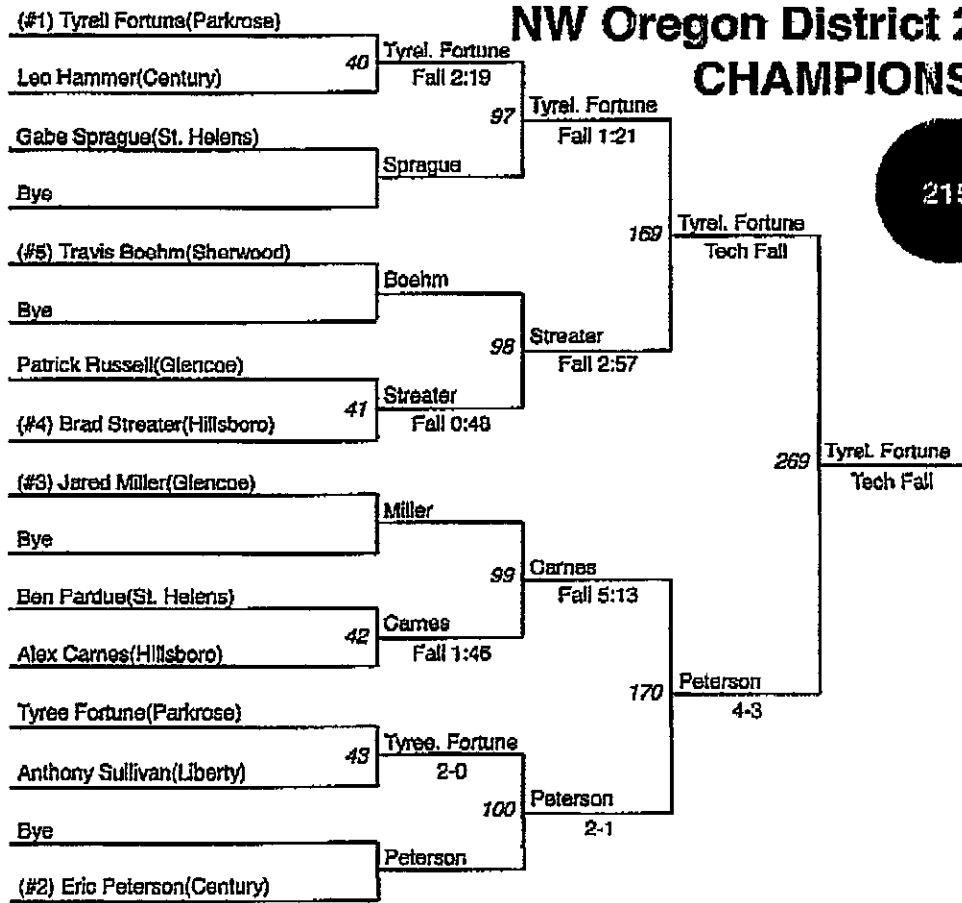 NW Oregon District 2
CHAMPIONS
215
(#1) Tyrell Fortune(Parkrose)
Leo Hammer(Century)
40
Tyrel. Fortune
Fall 2:19
Gabe Sprague(St. Helens)
Bye
Sprague
97
Tyrel. Fortune
Fall 1:21
(#5) Travis Boehm(Sherwood)
Bye
Boehm
Patrick Russell(Glencoe)
(#4) Brad Streater(Hillsboro)
41
Streater
Fall 0:48
98
Streater
Fall 2:57
169
Tyrel. Fortune
Tech Fall
(#3) Jared Miller(Glencoe)
Bye
Miller
Ben Pardue(St. Helens)
Alex Carnes(Hillsboro)
42
Carnes
Fall 1:46
99
Carnes
Fall 5:13
Tyree Fortune(Parkrose)
Anthony Sullivan(Liberty)
43
Tyree. Fortune
2-0
Bye
(#2) Eric Peterson(Century)
Peterson
100
Peterson
2-1
170
Peterson
4-3
269
Tyrel. Fortune
Tech Fall